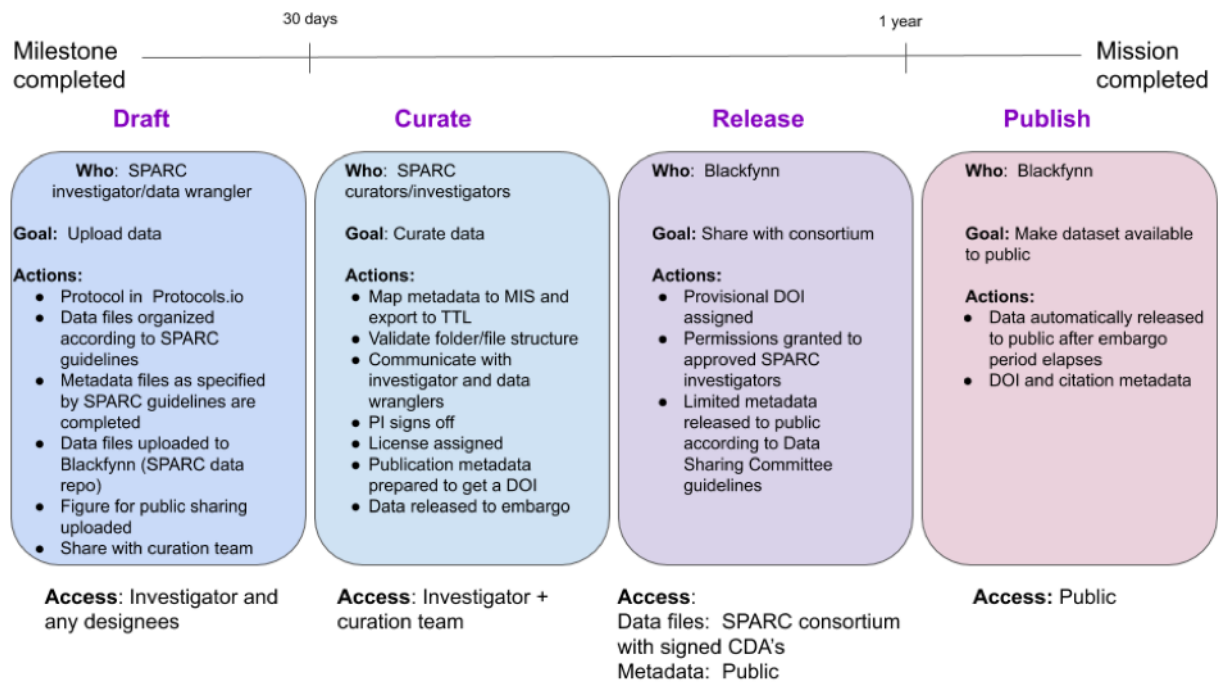 30 days
1 year
Milestone
completed
Mission
completed
Draft
Curate
Release
Publish
Who: SPARC
investigator/data wrangler
Goal: Upload data
Actions:
● Protocol in Protocols.io
● Data files organized
according to SPARC
guidelines
● Metadata files as specified
by SPARC guidelines are
completed
● Data files uploaded to
Blackfynn (SPARC data
repo)
● Figure for public sharing
uploaded
● Share with curation team
Access: Investigator and
any designees
Who: SPARC
curators/investigators
Goal: Curate data
Actions:
● Map metadata to MIS and
export to TTL
● Validate folder/file structure
● Communicate with
investigator and data
wranglers
● PI signs off
● License assigned
● Publication metadata
prepared to get a DOI
● Data released to embargo
Access: Investigator +
curation team
Who: Blackfynn
Goal: Share with consortium
Actions:
● Provisional DOI
assigned
● Permissions granted to
approved SPARC
investigators
● Limited metadata
released to public
according to Data
Sharing Committee
guidelines
Access:
Data files: SPARC consortium
with signed CDA's
Metadata: Public
Who: Blackfynn
Goal: Make dataset available
to public
Actions:
● Data automatically released
to public after embargo
period elapses
● DOI and citation metadata
Access: Public